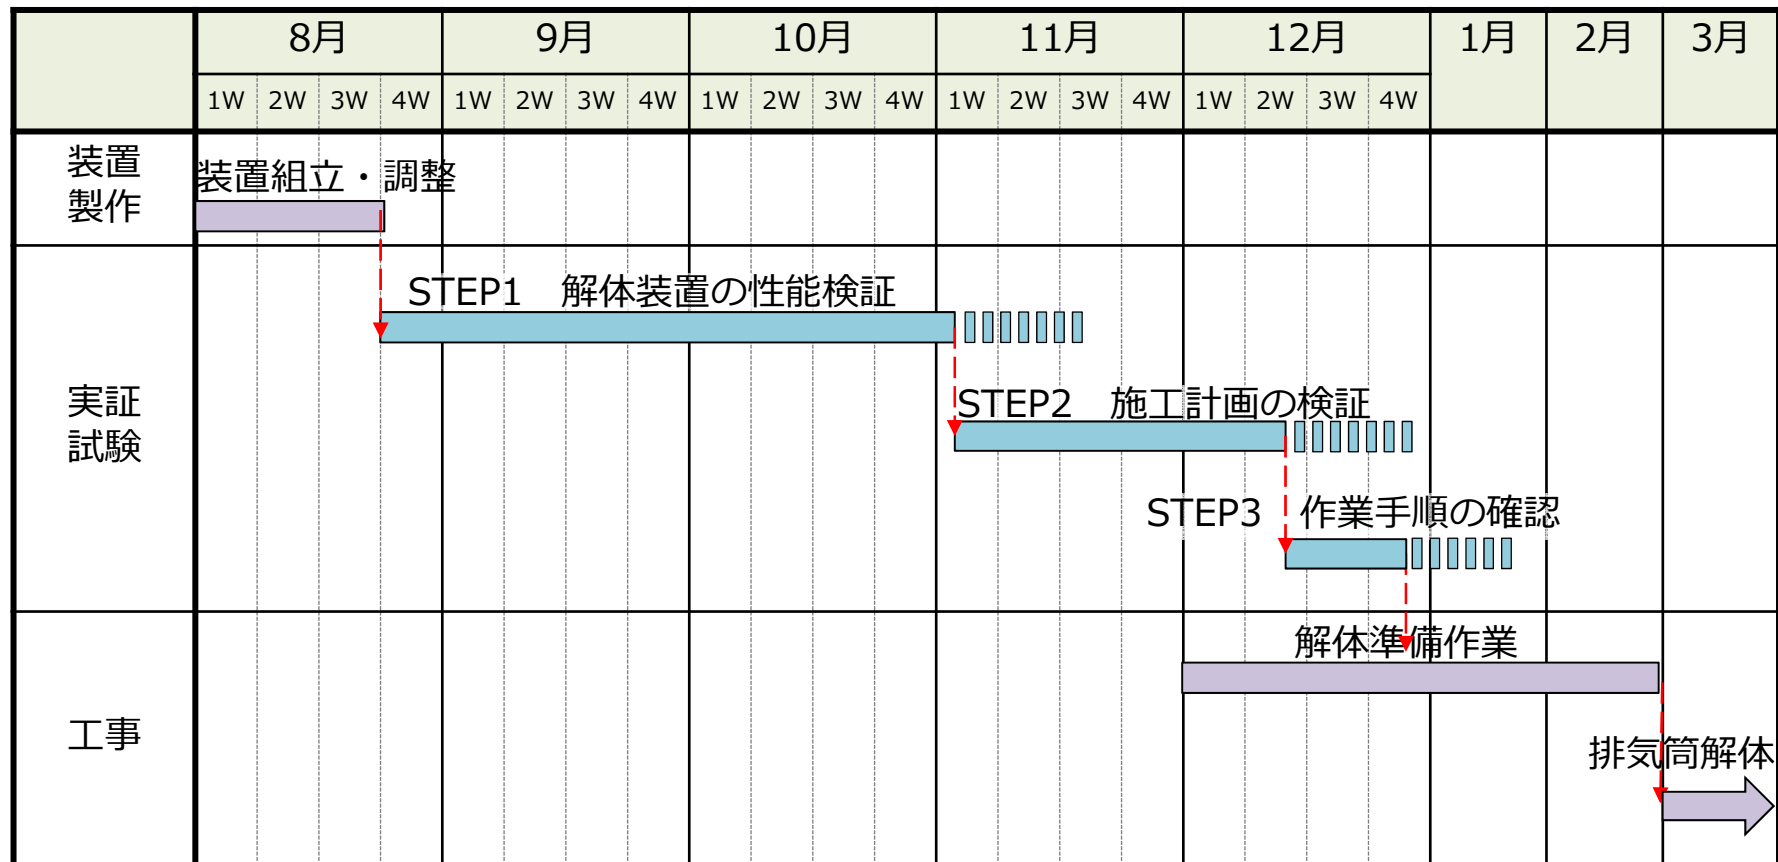 8月 9月 10月 11月 12月 1月 2月 3月
1W 2W 3W 4W 1W 2W 3W 4W 1W 2W 3W 4W 1W 2W 3W 4W 1W 2W 3W 4W
装置
製作
装置組立・調整
実証
試験
STEP1　解体装置の性能検証
STEP2　施工計画の検証
STEP3　作業手順の確認
工事
解体準備作業
排気筒解体